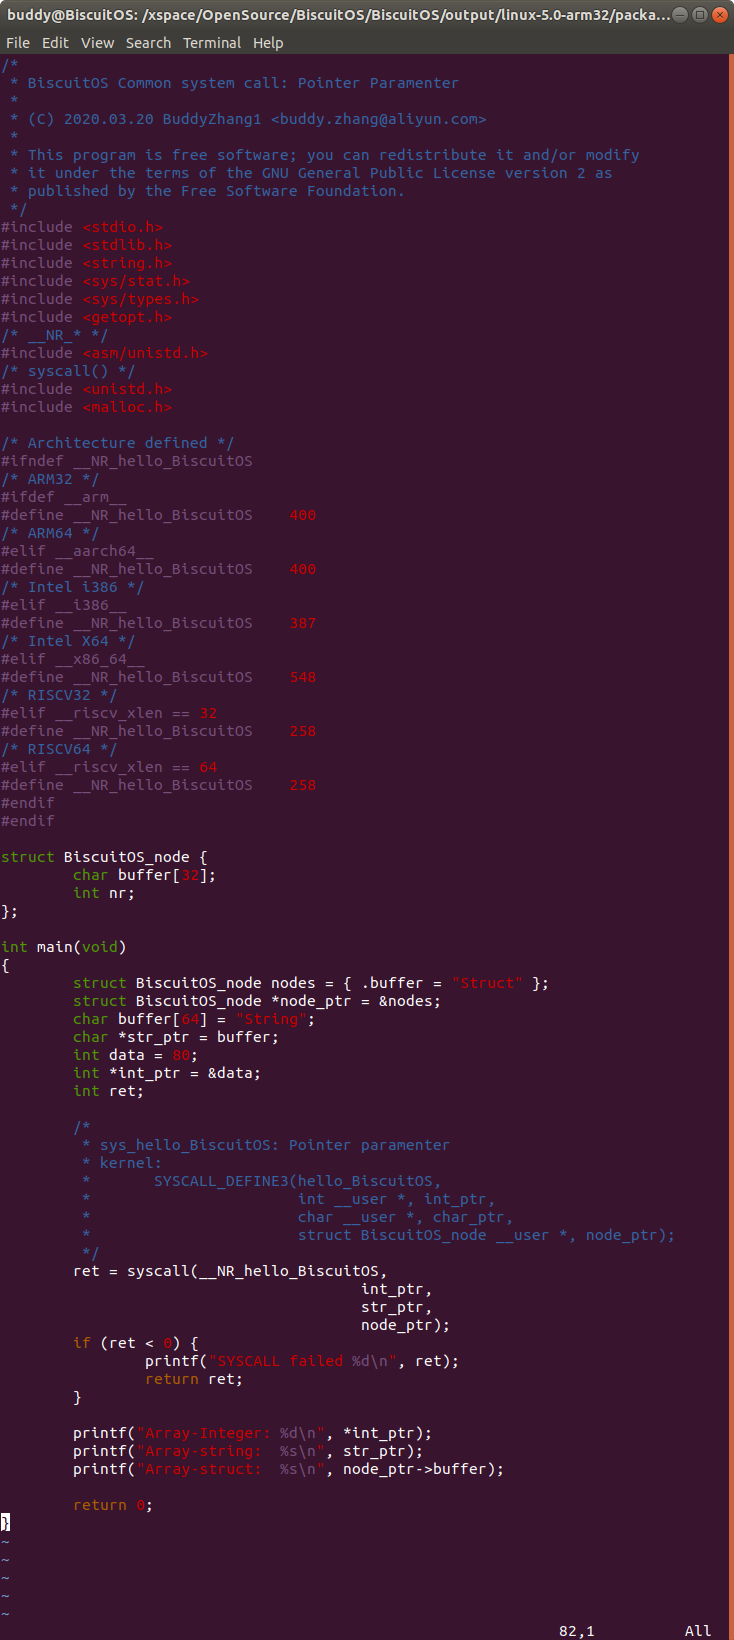 buddy@BiscuitOS: /xspace/OpenSource/BiscuitOS/BiscuitOS/output/linux-5.0-arm32/packa...
File Edit View Search Terminal Help
/*
 * BiscuitOS Common system call: Pointer Paramenter
 *
 * (C) 2020.03.20 BuddyZhang1 <buddy.zhang@aliyun.com>
 *
 * This program is free software; you can redistribute it and/or modify
 * it under the terms of the GNU General Public License version 2 as
 * published by the Free Software Foundation.
 */
#include <stdio.h>
#include <stdlib.h>
#include <string.h>
#include <sys/stat.h>
#include <sys/types.h>
#include <getopt.h>
/* __NR_* */
#include <asm/unistd.h>
/* syscall() */
#include <unistd.h>
#include <malloc.h>

/* Architecture defined */
#ifndef __NR_hello_BiscuitOS
/* ARM32 */
#ifdef __arm__
#define __NR_hello_BiscuitOS    400
/* ARM64 */
#elif __aarch64__
#define __NR_hello_BiscuitOS    400
/* Intel i386 */
#elif __i386__
#define __NR_hello_BiscuitOS    387
/* Intel X64 */
#elif __x86_64__
#define __NR_hello_BiscuitOS    548
/* RISCV32 */
#elif __riscv_xlen == 32
#define __NR_hello_BiscuitOS    258
/* RISCV64 */
#elif __riscv_xlen == 64
#define __NR_hello_BiscuitOS    258
#endif
#endif

struct BiscuitOS_node {
        char buffer[32];
        int nr;
};

int main(void)
{
        struct BiscuitOS_node nodes = { .buffer = "Struct" };
        struct BiscuitOS_node *node_ptr = &nodes;
        char buffer[64] = "String";
        char *str_ptr = buffer;
        int data = 80;
        int *int_ptr = &data;
        int ret;

        /*
         * sys_hello_BiscuitOS: Pointer paramenter
         * kernel:
         *       SYSCALL_DEFINE3(hello_BiscuitOS,
         *                       int __user *, int_ptr,
         *                       char __user *, char_ptr,
         *                       struct BiscuitOS_node __user *, node_ptr);
         */
        ret = syscall(__NR_hello_BiscuitOS,
                                        int_ptr,
                                        str_ptr,
                                        node_ptr);
        if (ret < 0) {
                printf("SYSCALL failed %d\n", ret);
                return ret;
        }

        printf("Array-Integer: %d\n", *int_ptr);
        printf("Array-string:  %s\n", str_ptr);
        printf("Array-struct:  %s\n", node_ptr->buffer);

        return 0;
}
~
~
~
~
~
82,1          All